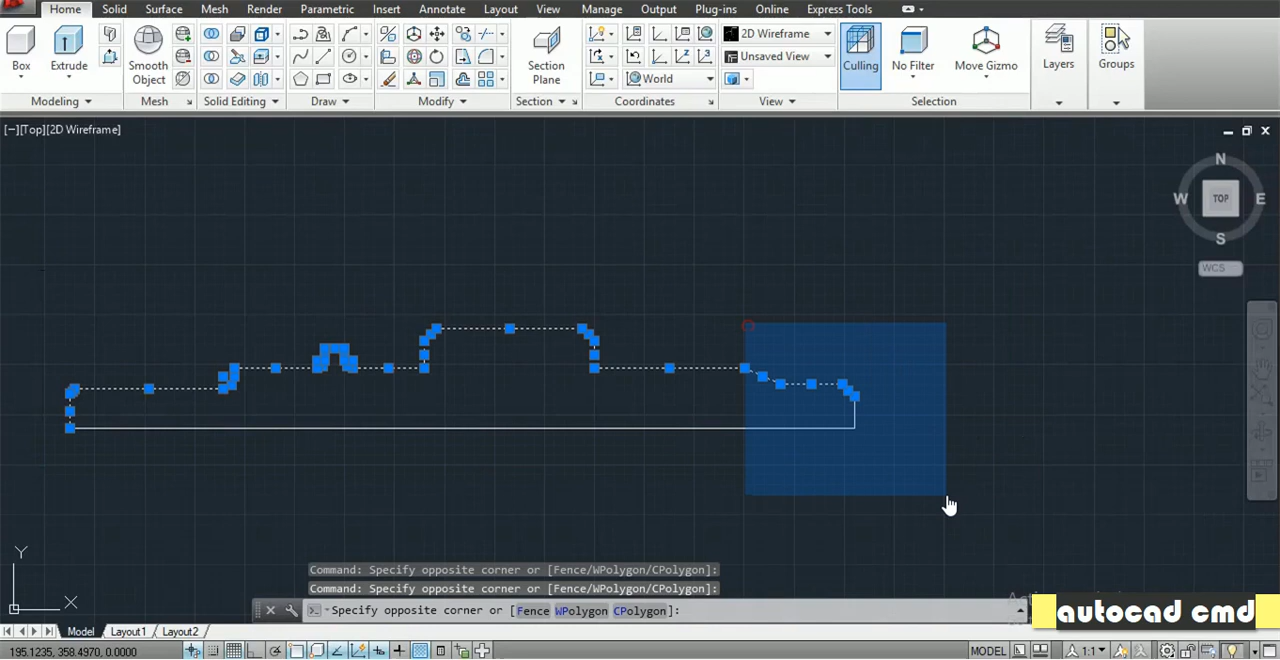 Home Solid Surface Mesh Render Parametric Insert Annotate Layout View Manage Output Plug-ins Online Express Tools
Box Extrude Smooth Object Section Plane 2D Wireframe Unsaved View World Culling No Filter Move Gizmo Layers Groups
Modeling Mesh Solid Editing Draw Modify Section Coordinates View Selection
[−][Top][2D Wireframe]
N
W TOP E
S
WCS
Y
X
Command: Specify opposite corner or [Fence/WPolygon/CPolygon]:
Command: Specify opposite corner or [Fence/WPolygon/CPolygon]:
Specify opposite corner or [Fence WPolygon CPolygon]:
autocad cmd
Model Layout1 Layout2
195.1235, 358.4970, 0.0000 MODEL 1:1